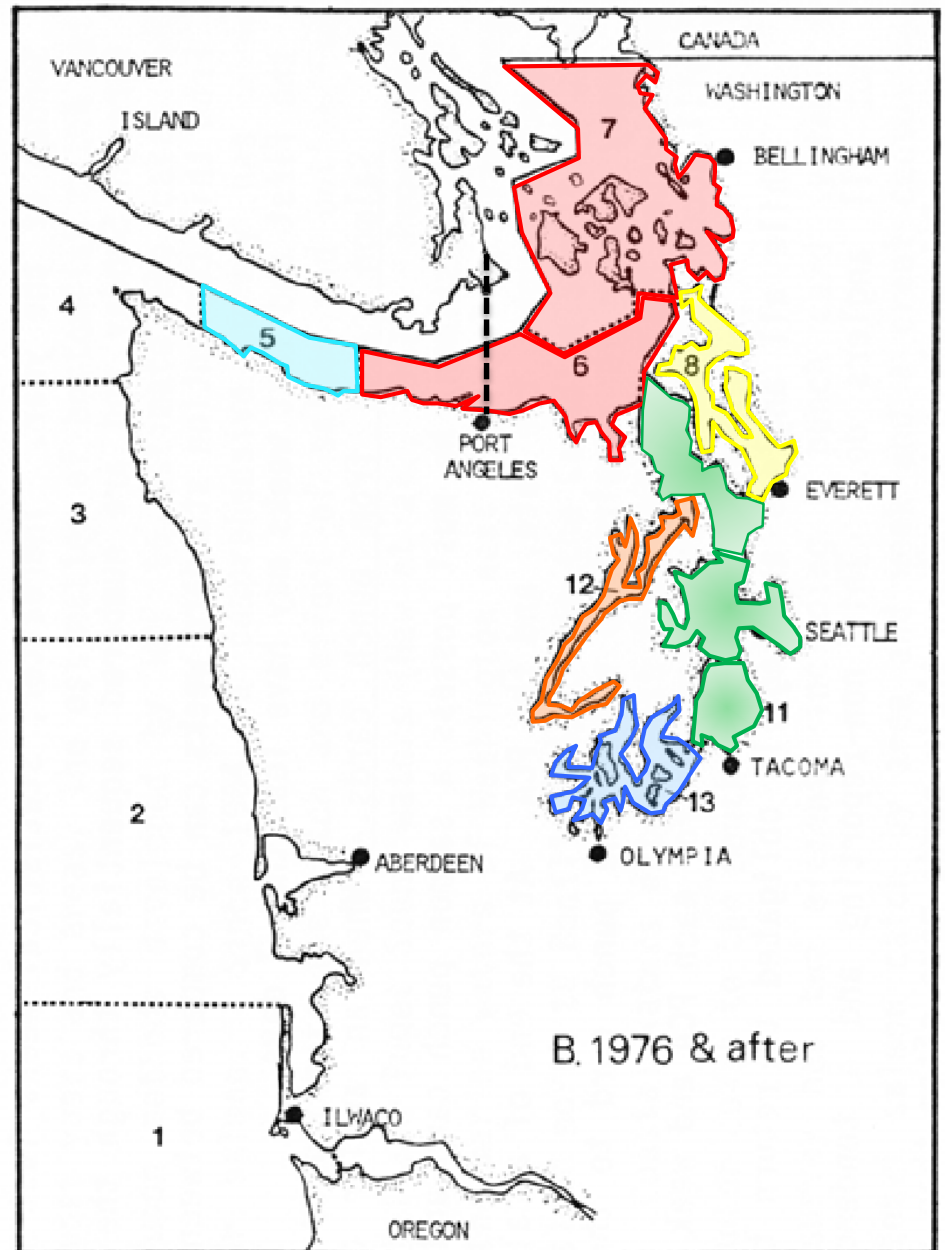 CANADA
VANCOUVER
ISLAND
WASHINGTON
7
BELLINGHAM
4
5
6
8
PORT
ANGELES
EVERETT
3
12
SEATTLE
11
TACOMA
13
2
OLYMPIA
ABERDEEN
B. 1976 & after
ILWACO
1
OREGON